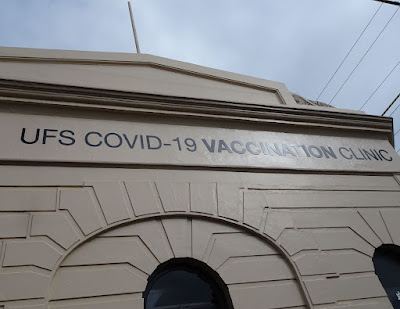 UFS COVID-19 VACCINATION CLINIC